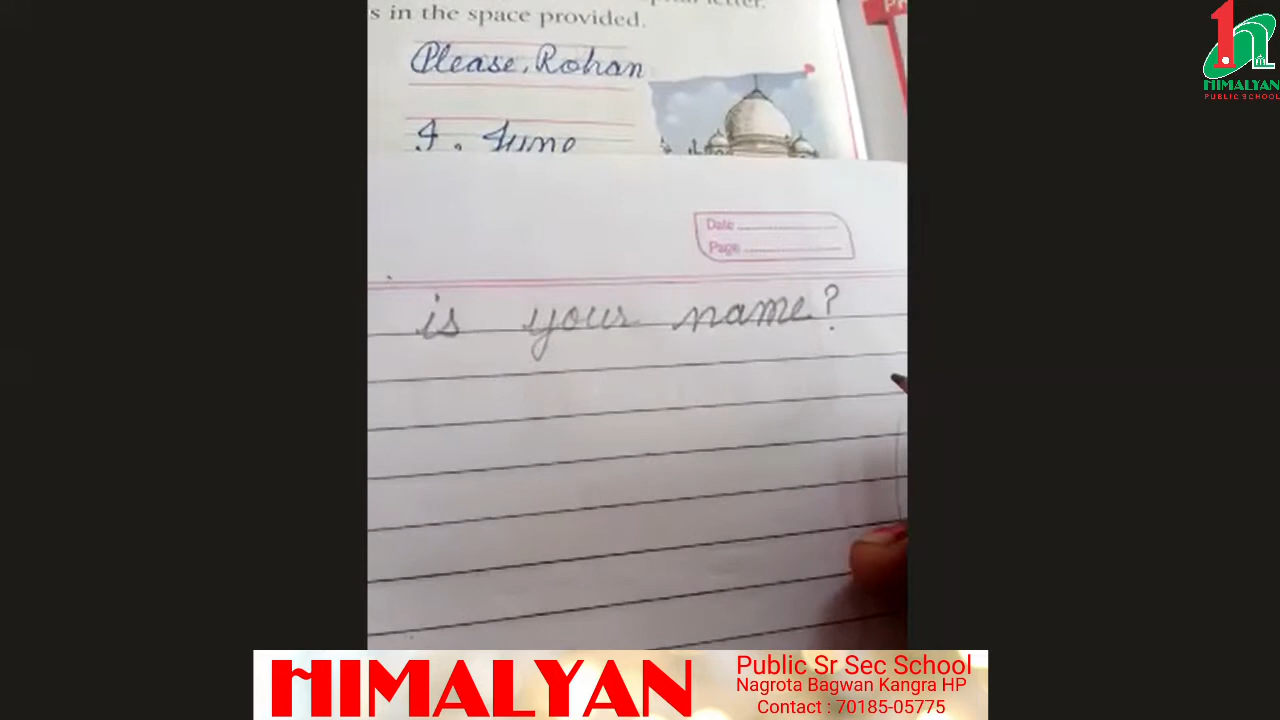 s in the space provided.
Please, Rohan
I, June
Date
Page
is your name?
HIMALYAN
PUBLIC SCHOOL
HIMALYAN
Public Sr Sec School
Nagrota Bagwan Kangra HP
Contact : 70185-05775